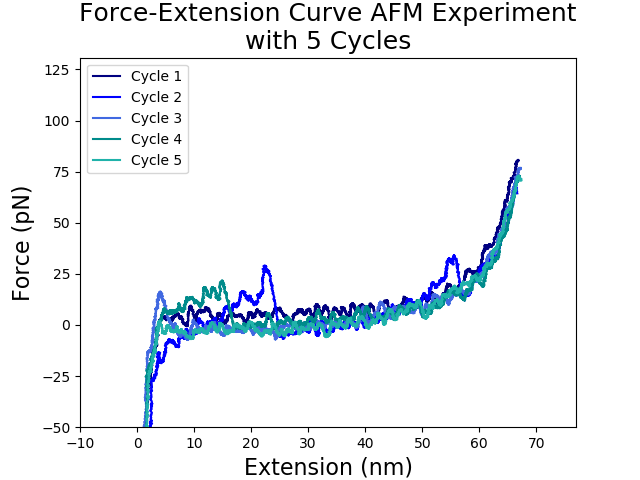 Force-Extension Curve AFM Experiment
with 5 Cycles
Force (pN)
125
100
75
50
25
0
−25
−50
Cycle 1
Cycle 2
Cycle 3
Cycle 4
Cycle 5
−10 0 10 20 30 40 50 60 70
Extension (nm)